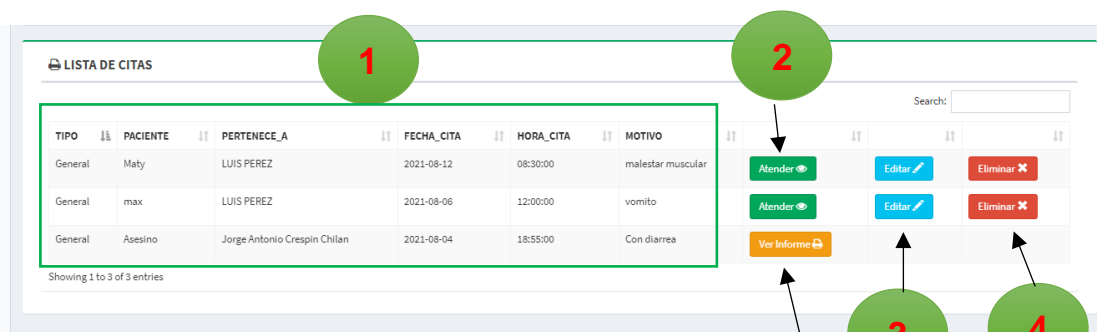 1
2
LISTA DE CITAS
Search:
TIPO PACIENTE PERTENECE_A FECHA_CITA HORA_CITA MOTIVO
General Maty LUIS PEREZ 2021-08-12 08:30:00 malestar muscular Atender Editar Eliminar
General max LUIS PEREZ 2021-08-06 12:00:00 vomito Atender Editar Eliminar
General Asesino Jorge Antonio Crespin Chilan 2021-08-04 18:55:00 Con diarrea Ver Informe
Showing 1 to 3 of 3 entries
3 4